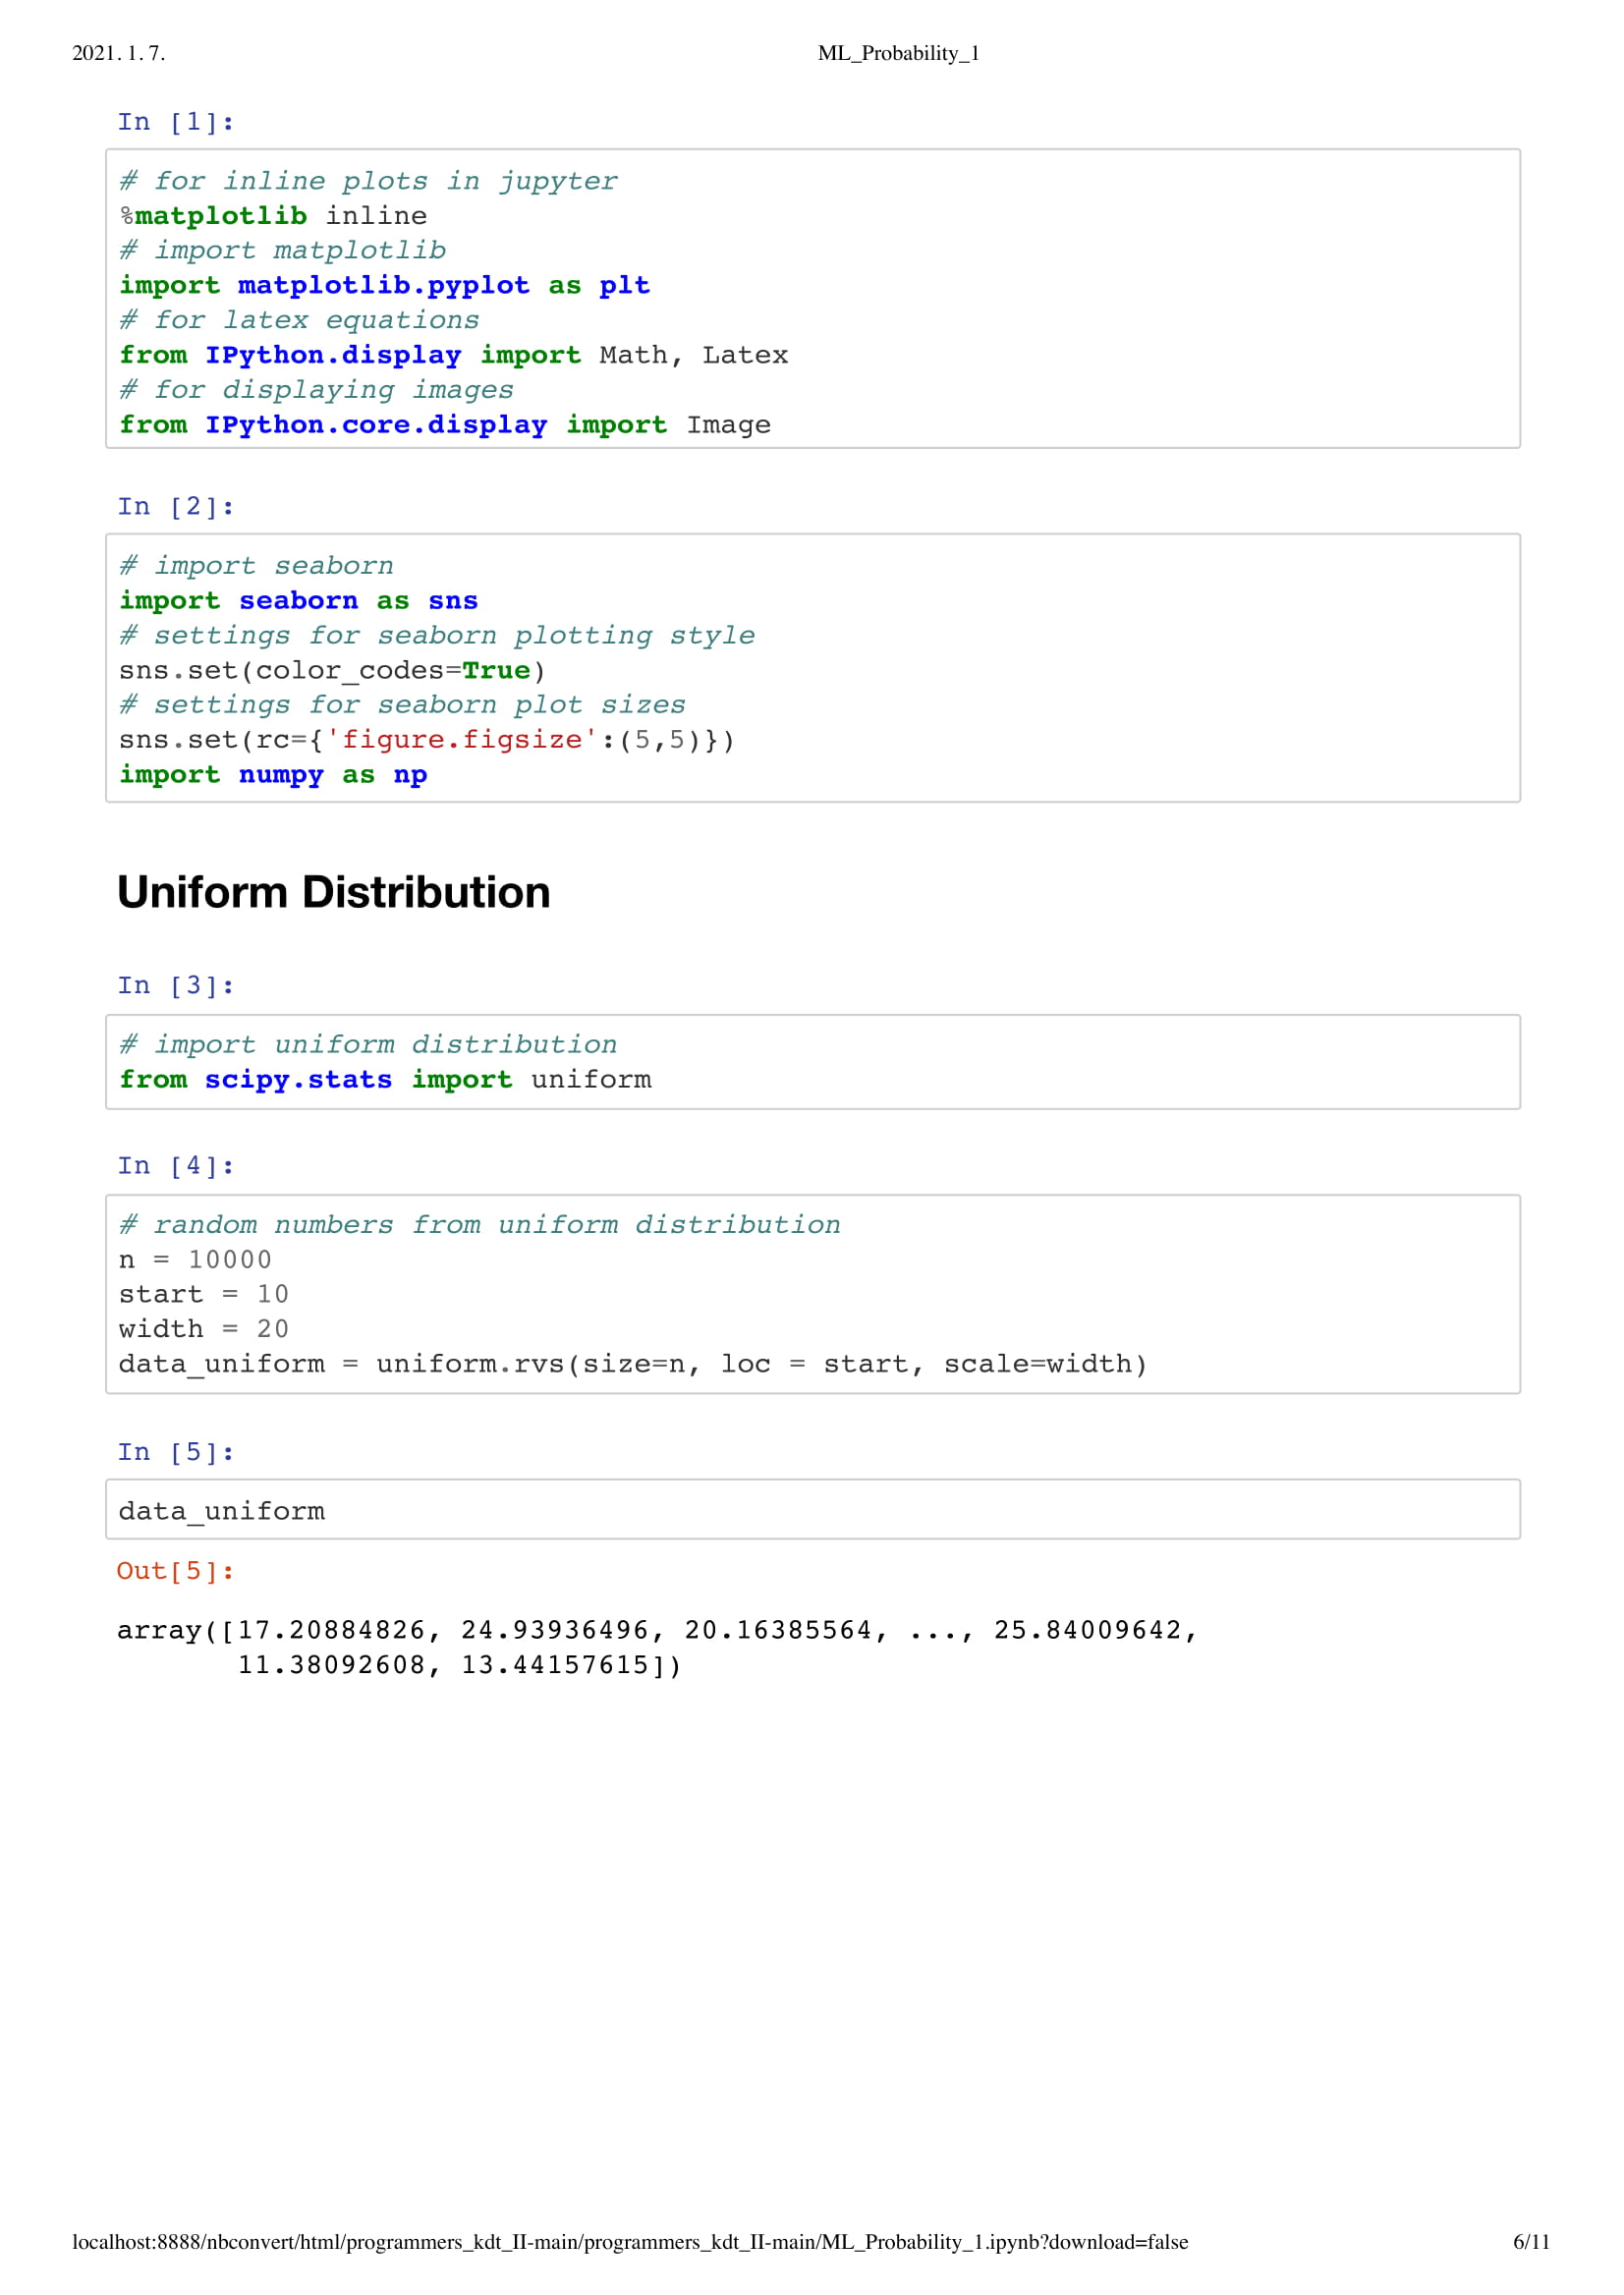 2021. 1. 7.
ML_Probability_1
In [1]:
# for inline plots in jupyter
%matplotlib inline
# import matplotlib
import matplotlib.pyplot as plt
# for latex equations
from IPython.display import Math, Latex
# for displaying images
from IPython.core.display import Image
In [2]:
# import seaborn
import seaborn as sns
# settings for seaborn plotting style
sns.set(color_codes=True)
# settings for seaborn plot sizes
sns.set(rc={'figure.figsize':(5,5)})
import numpy as np
Uniform Distribution
In [3]:
# import uniform distribution
from scipy.stats import uniform
In [4]:
# random numbers from uniform distribution
n = 10000
start = 10
width = 20
data_uniform = uniform.rvs(size=n, loc = start, scale=width)
In [5]:
data_uniform
Out[5]:
array([17.20884826, 24.93936496, 20.16385564, ..., 25.84009642,
       11.38092608, 13.44157615])
localhost:8888/nbconvert/html/programmers_kdt_II-main/programmers_kdt_II-main/ML_Probability_1.ipynb?download=false
6/11